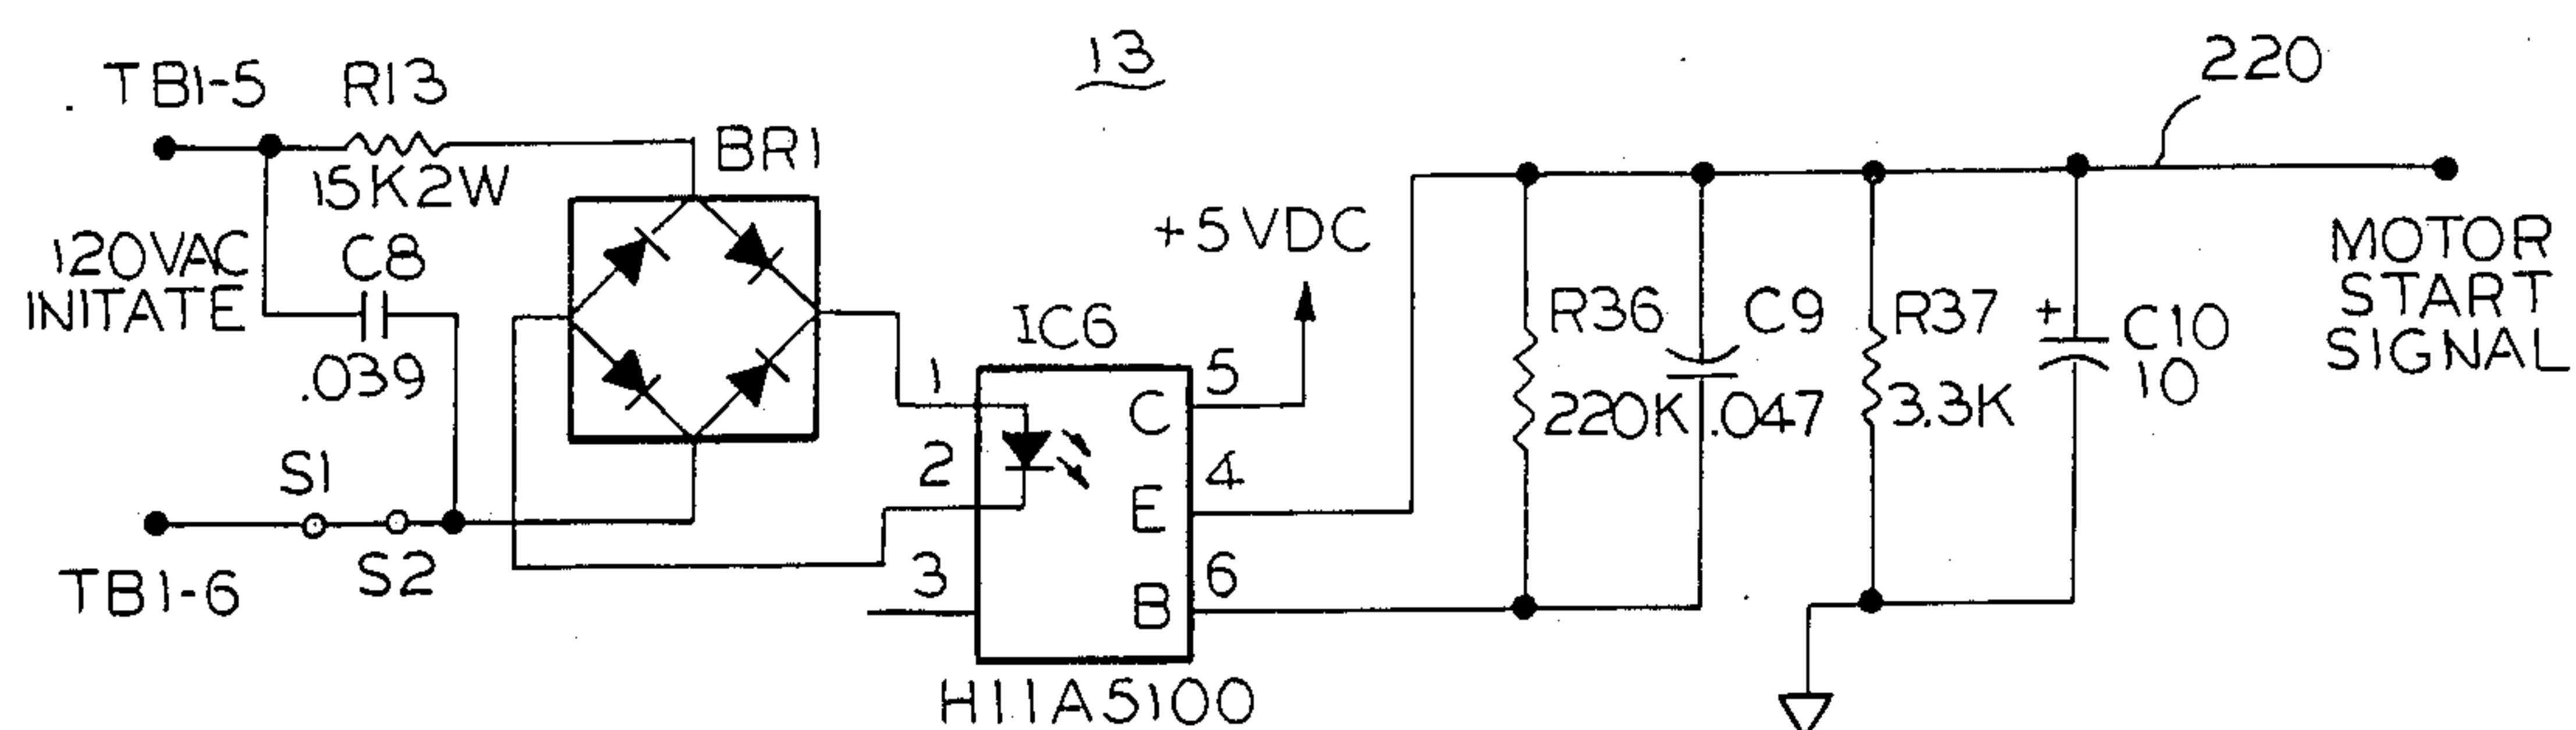 13
220
TB1-5
R13
15K2W
BR1
120VAC
INITATE
C8
.039
+5VDC
MOTOR
START
SIGNAL
IC6
R36
220K
C9
.047
R37
3.3K
+
C10
10
1
2
3
C
E
B
5
4
6
S1
S2
TB1-6
H11A5100